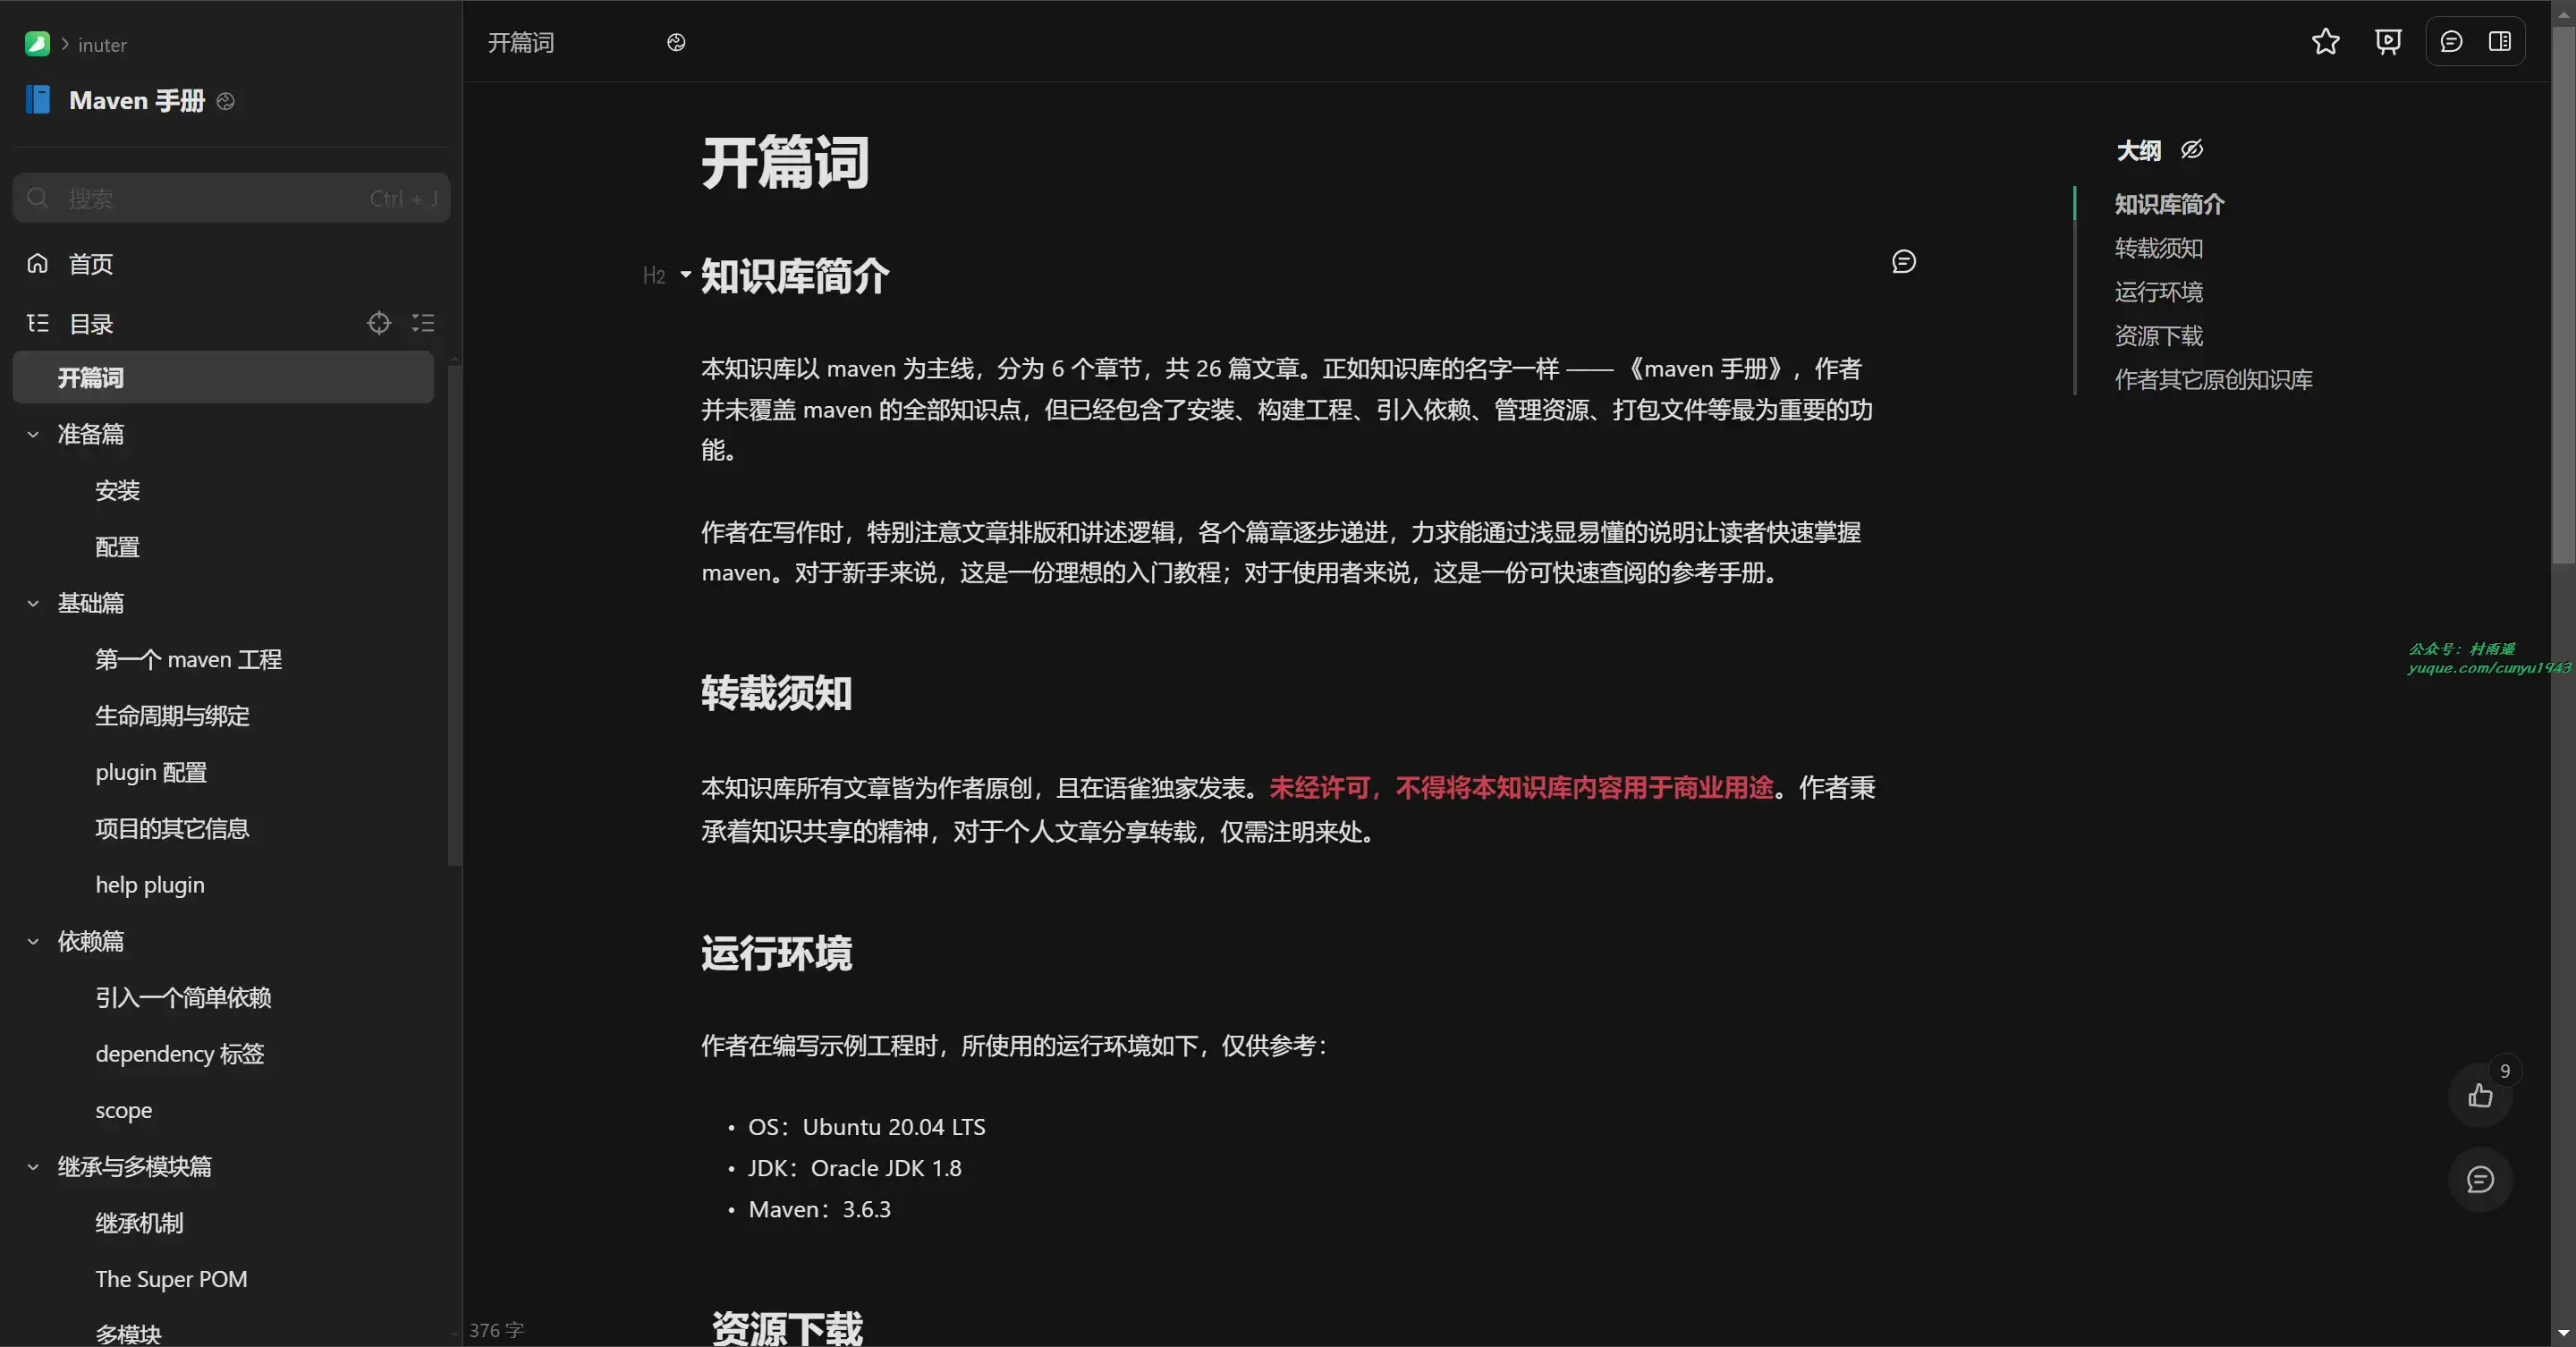 inuter
Maven 手册
搜索
Ctrl + J
首页
目录
开篇词
准备篇
安装
配置
基础篇
第一个 maven 工程
生命周期与绑定
plugin 配置
项目的其它信息
help plugin
依赖篇
引入一个简单依赖
dependency 标签
scope
继承与多模块篇
继承机制
The Super POM
多模块
开篇词
开篇词
H2
知识库简介
本知识库以 maven 为主线，分为 6 个章节，共 26 篇文章。正如知识库的名字一样 —— 《maven 手册》，作者
并未覆盖 maven 的全部知识点，但已经包含了安装、构建工程、引入依赖、管理资源、打包文件等最为重要的功
能。
作者在写作时，特别注意文章排版和讲述逻辑，各个篇章逐步递进，力求能通过浅显易懂的说明让读者快速掌握
maven。对于新手来说，这是一份理想的入门教程；对于使用者来说，这是一份可快速查阅的参考手册。
转载须知
本知识库所有文章皆为作者原创，且在语雀独家发表。未经许可，不得将本知识库内容用于商业用途。作者秉
承着知识共享的精神，对于个人文章分享转载，仅需注明来处。
运行环境
作者在编写示例工程时，所使用的运行环境如下，仅供参考：
• OS：Ubuntu 20.04 LTS
• JDK：Oracle JDK 1.8
• Maven：3.6.3
资源下载
376 字
大纲
知识库简介
转载须知
运行环境
资源下载
作者其它原创知识库
公众号：村雨遥
yuque.com/cunyu1943
9